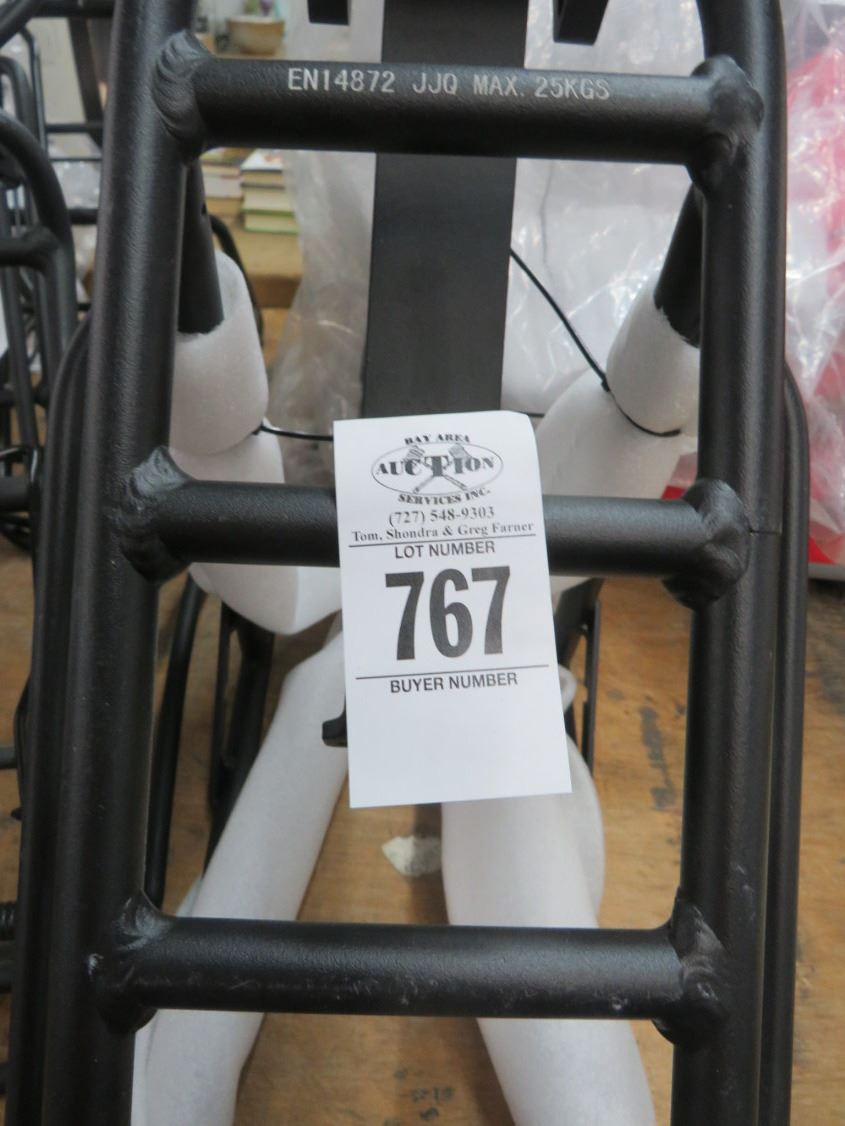 EN14872 JJQ MAX. 25KGS
BAY AREA
AUCTION
SERVICES INC.
(727) 548-9303
Tom, Shondra & Greg Farner
LOT NUMBER
767
BUYER NUMBER